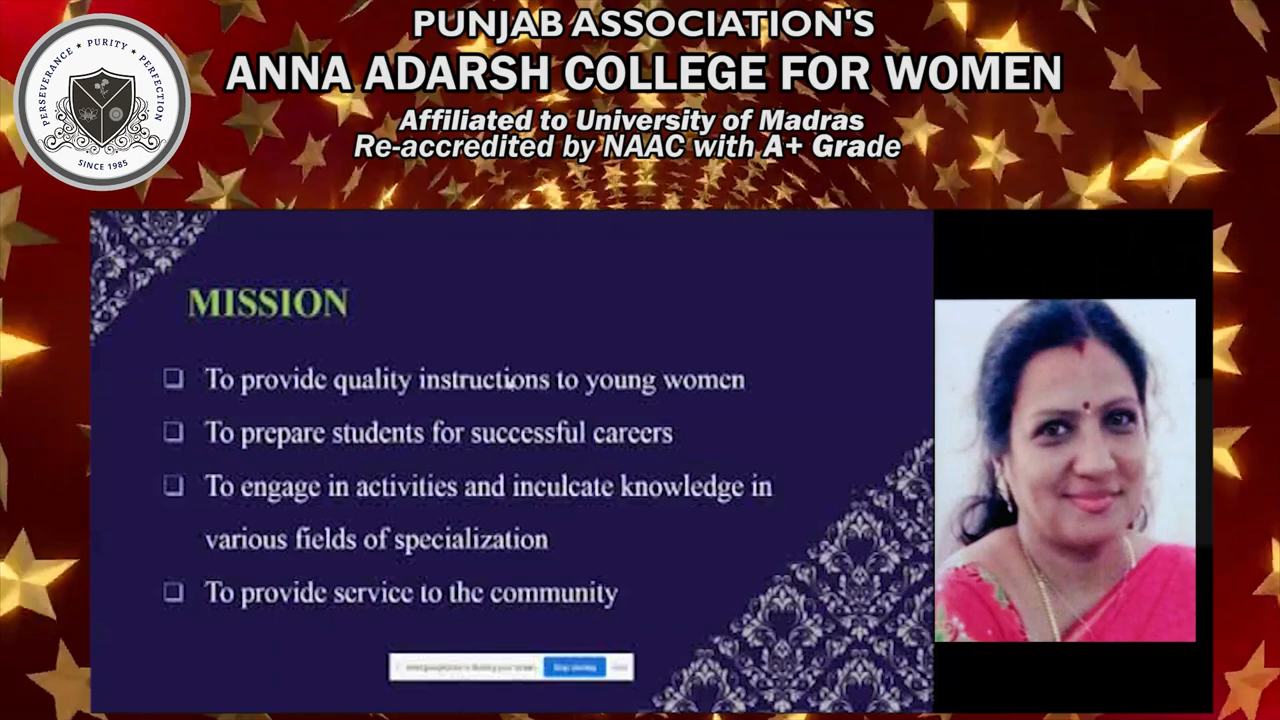 PUNJAB ASSOCIATION'S
ANNA ADARSH COLLEGE FOR WOMEN
Affiliated to University of Madras
Re-accredited by NAAC with A+ Grade
PERSEVERANCE ★ PURITY ★ PERFECTION
SINCE 1985
MISSION
❑ To provide quality instructions to young women
❑ To prepare students for successful careers
❑ To engage in activities and inculcate knowledge in
various fields of specialization
❑ To provide service to the community
Stop sharing